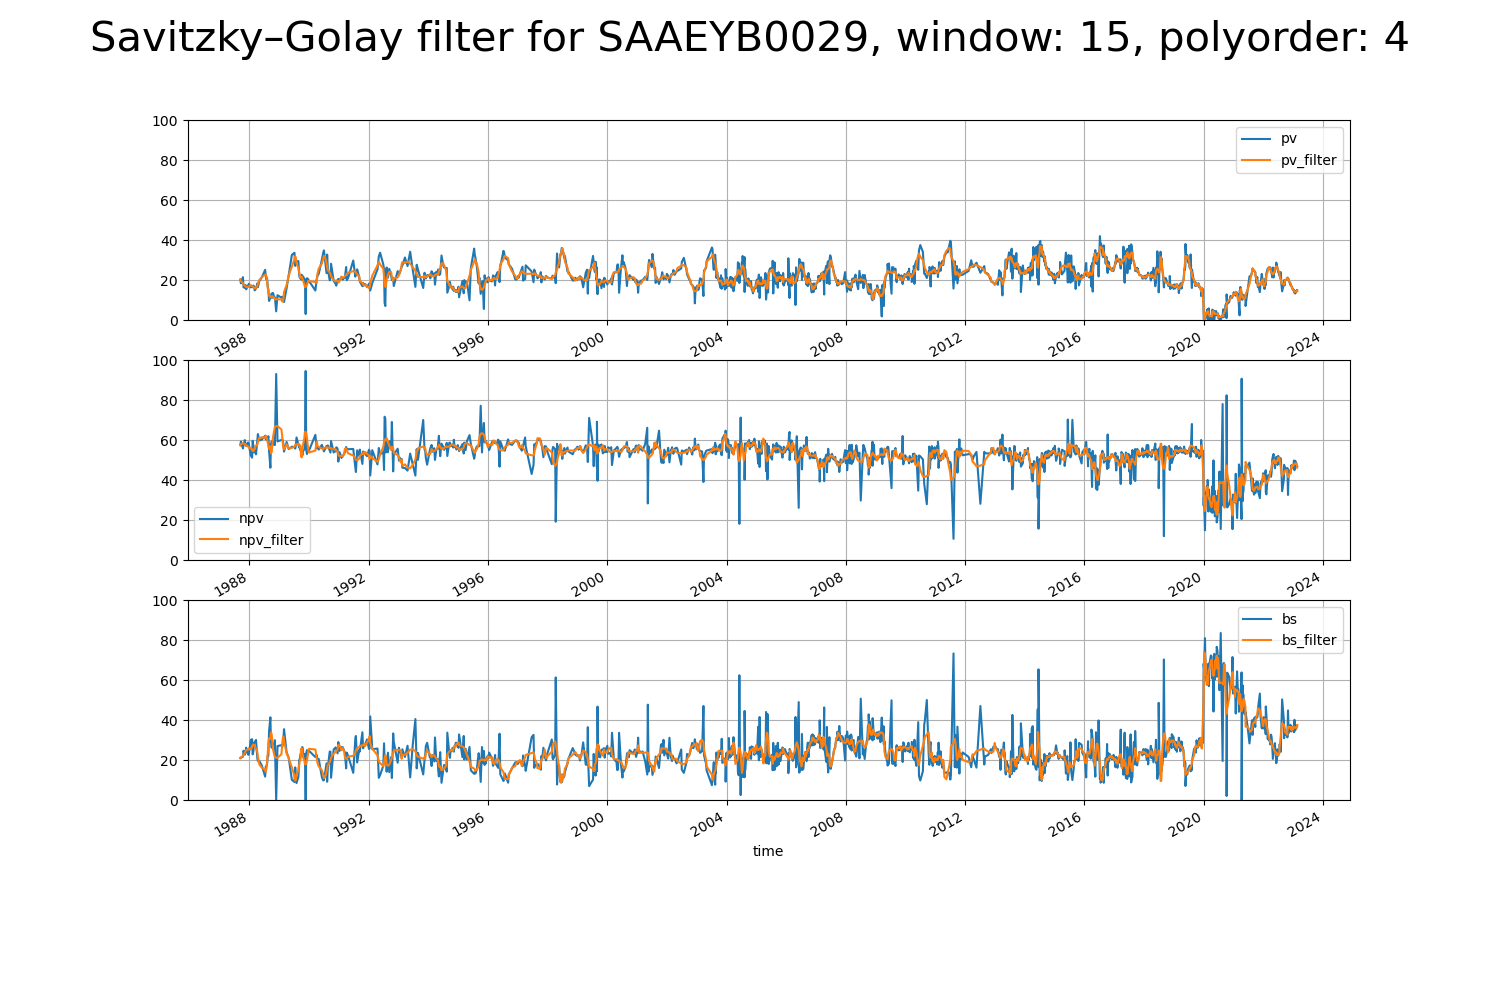 Savitzky–Golay filter for SAAEYB0029, window: 15, polyorder: 4
100
80
60
40
20
0
pv
pv_filter
1988 1992 1996 2000 2004 2008 2012 2016 2020 2024
100
80
60
40
20
0
npv
npv_filter
1988 1992 1996 2000 2004 2008 2012 2016 2020 2024
100
80
60
40
20
0
bs
bs_filter
1988 1992 1996 2000 2004 2008 2012 2016 2020 2024
time